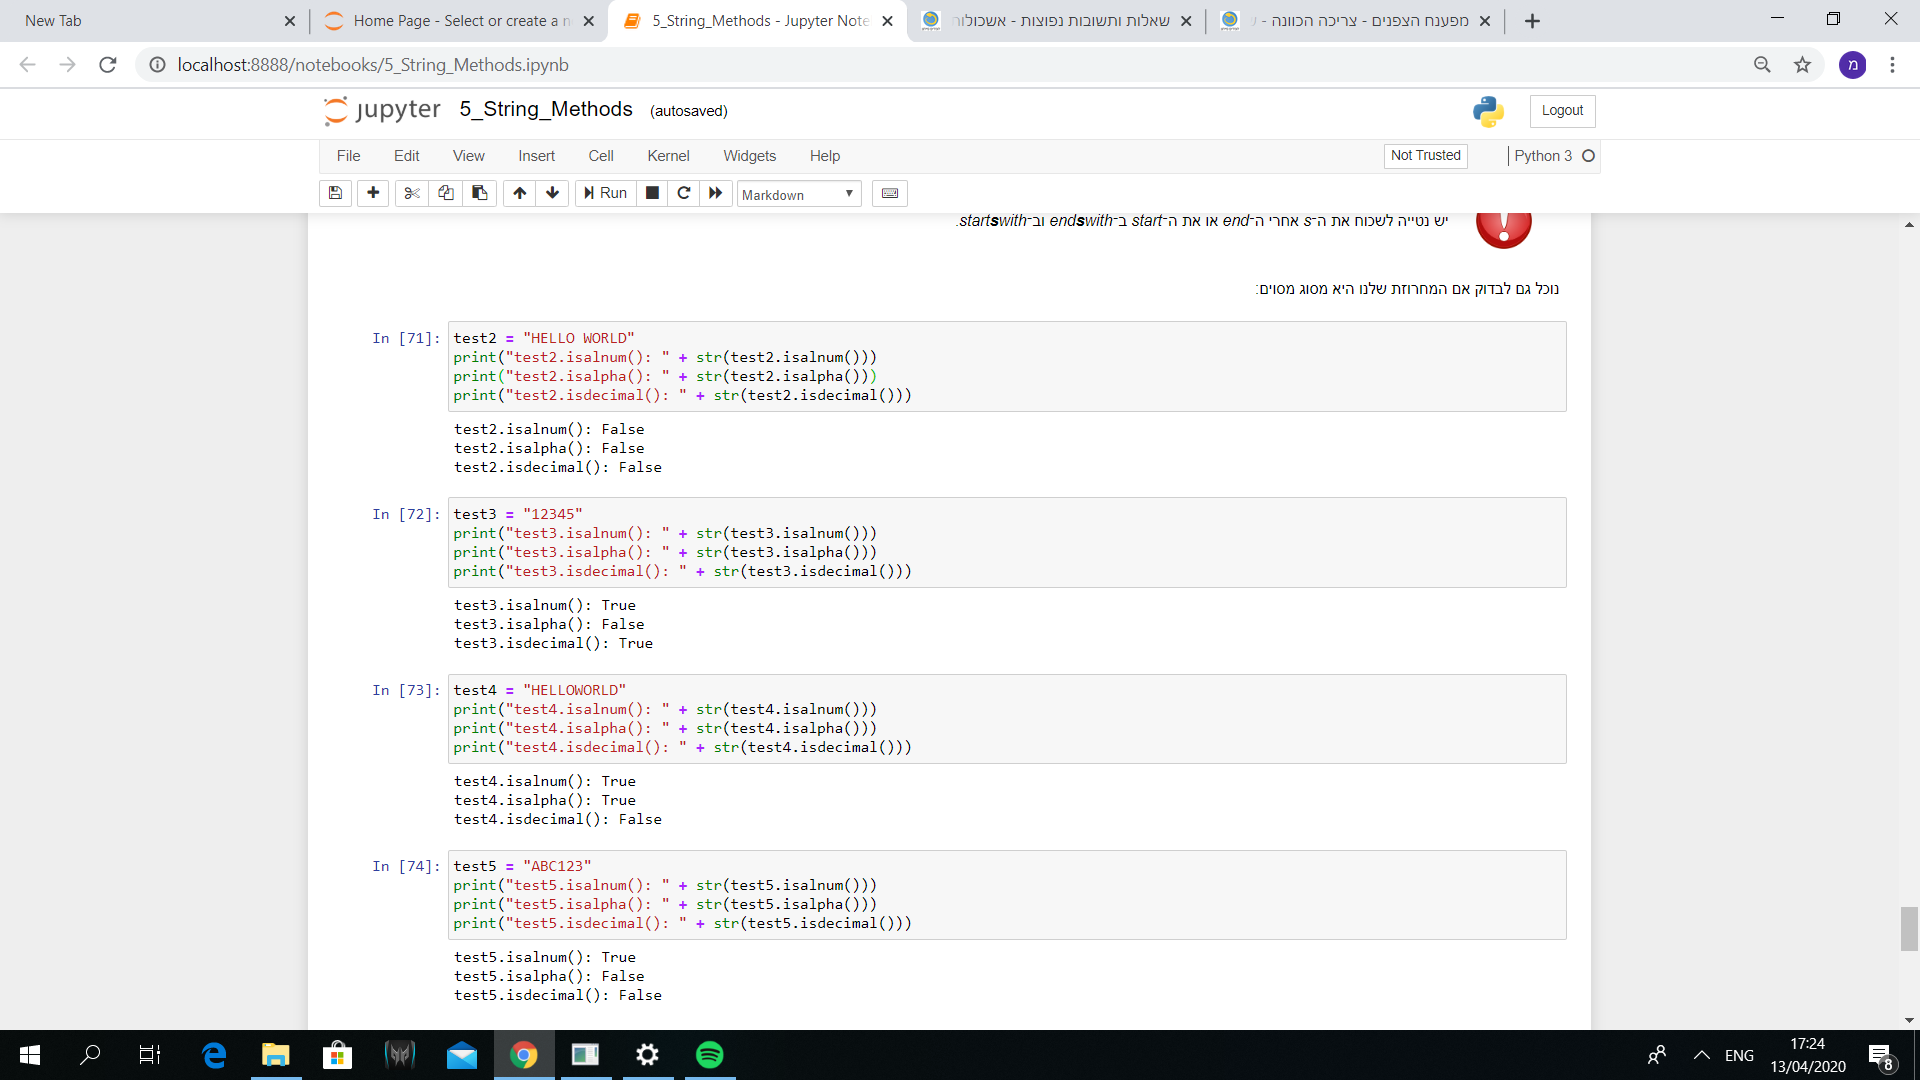 New Tab
Home Page - Select or create a n
5_String_Methods - Jupyter Note
שאלות ותשובות נפוצות - אשכולות
מפענח הצפנים - צריכה הכוונה -
localhost:8888/notebooks/5_String_Methods.ipynb
מ
jupyter 5_String_Methods (autosaved)
Logout
File Edit View Insert Cell Kernel Widgets Help
Not Trusted
Python 3
Run
Markdown
יש נטייה לשכוח את ה-s אחרי ה-end או את ה-start ב-endswith וב-startswith.
נוכל גם לבדוק אם המחרוזת שלנו היא מסוג מסוים:
In [71]: test2 = "HELLO WORLD"
print("test2.isalnum(): " + str(test2.isalnum()))
print("test2.isalpha(): " + str(test2.isalpha()))
print("test2.isdecimal(): " + str(test2.isdecimal()))
test2.isalnum(): False
test2.isalpha(): False
test2.isdecimal(): False
In [72]: test3 = "12345"
print("test3.isalnum(): " + str(test3.isalnum()))
print("test3.isalpha(): " + str(test3.isalpha()))
print("test3.isdecimal(): " + str(test3.isdecimal()))
test3.isalnum(): True
test3.isalpha(): False
test3.isdecimal(): True
In [73]: test4 = "HELLOWORLD"
print("test4.isalnum(): " + str(test4.isalnum()))
print("test4.isalpha(): " + str(test4.isalpha()))
print("test4.isdecimal(): " + str(test4.isdecimal()))
test4.isalnum(): True
test4.isalpha(): True
test4.isdecimal(): False
In [74]: test5 = "ABC123"
print("test5.isalnum(): " + str(test5.isalnum()))
print("test5.isalpha(): " + str(test5.isalpha()))
print("test5.isdecimal(): " + str(test5.isdecimal()))
test5.isalnum(): True
test5.isalpha(): False
test5.isdecimal(): False
ENG
17:24
13/04/2020
8